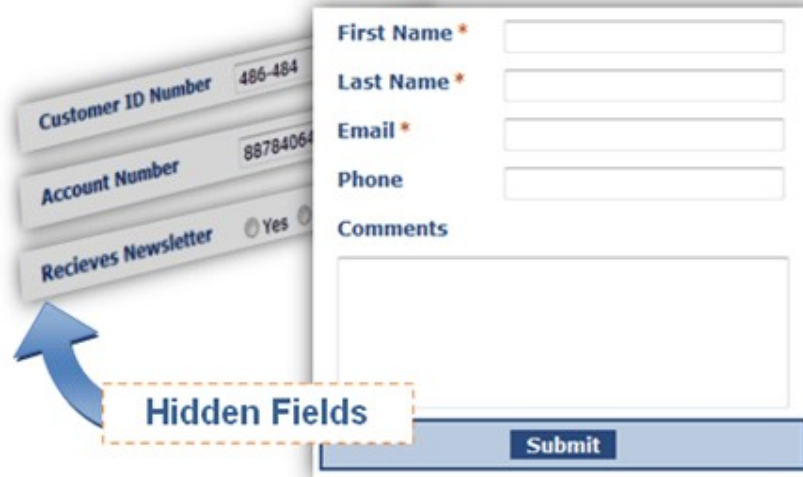 Customer ID Number 486-484
Account Number 88784064
Recieves Newsletter Yes
Hidden Fields
First Name *
Last Name *
Email *
Phone
Comments
Submit